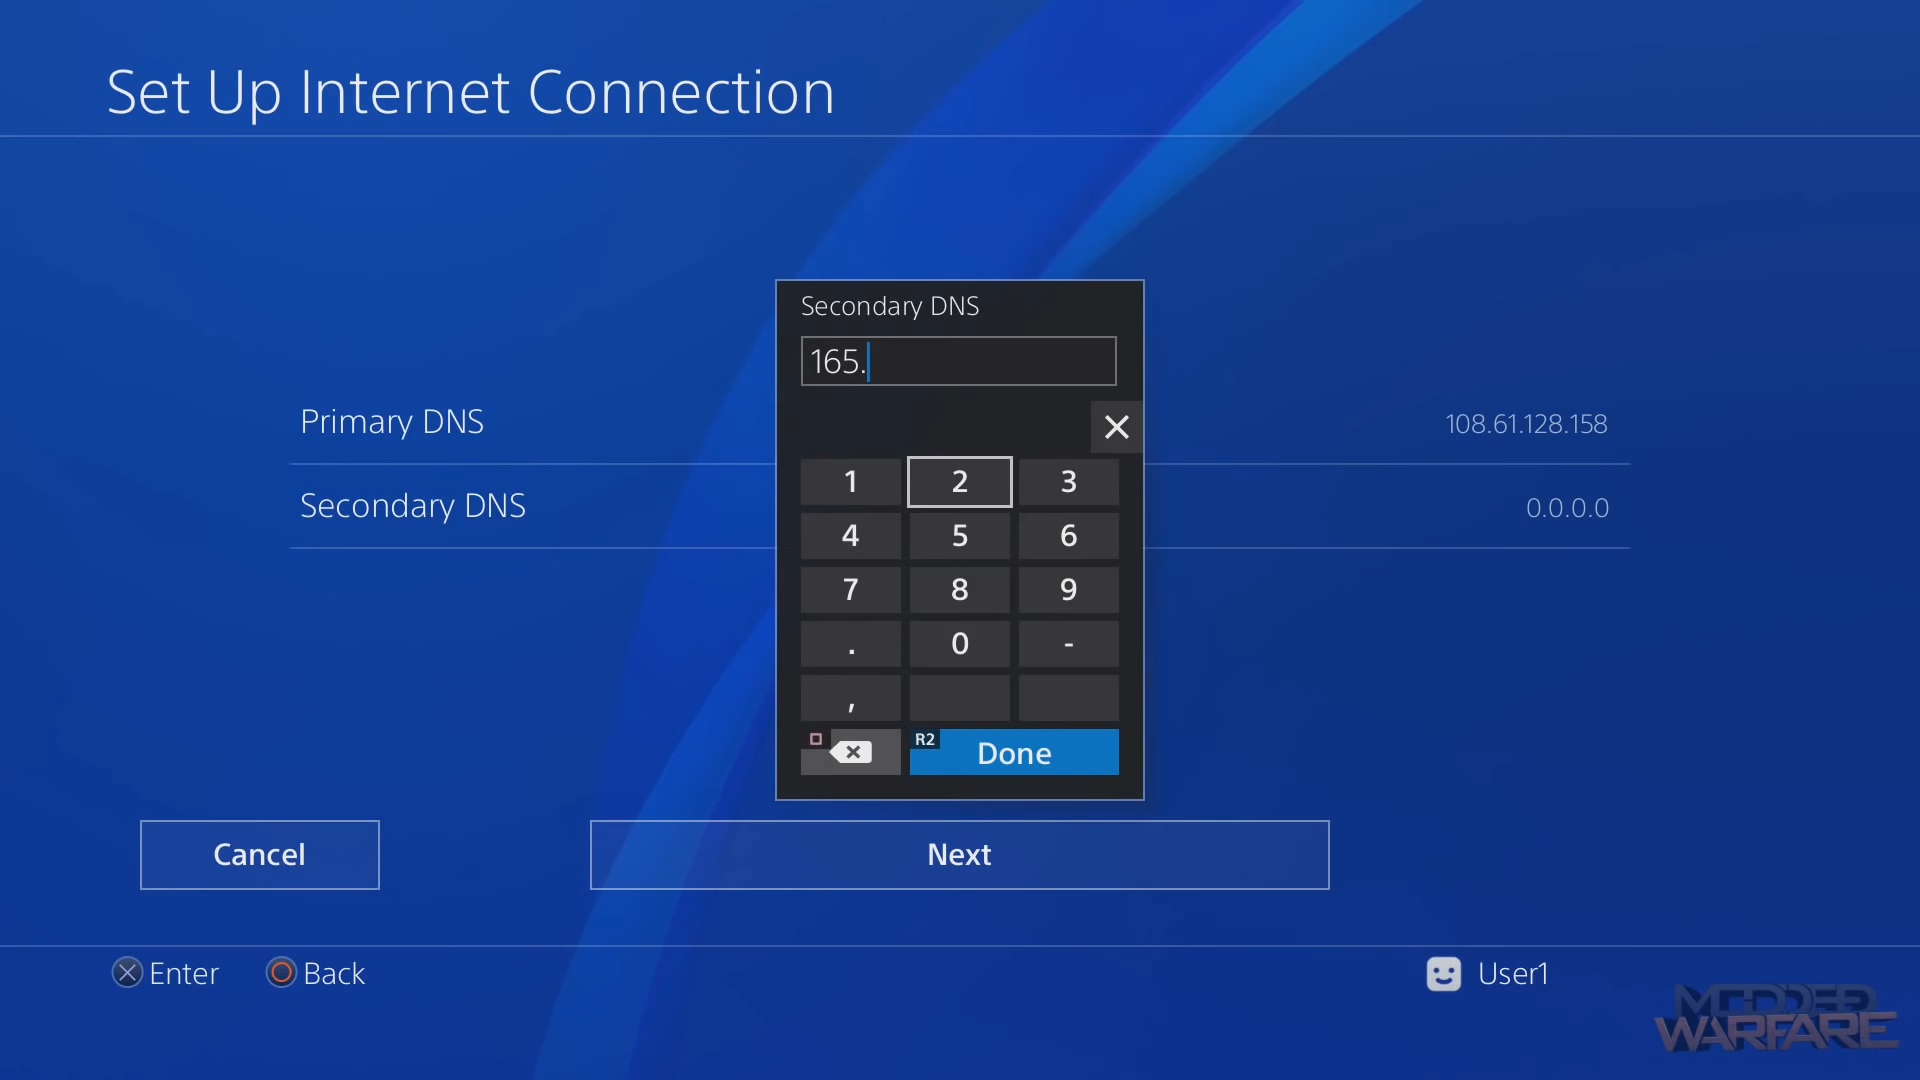 Set Up Internet Connection
Secondary DNS
165.
Primary DNS
108.61.128.158
Secondary DNS
0.0.0.0
1 2 3
4 5 6
7 8 9
. 0 -
,
R2 Done
Cancel
Next
Enter
Back
User1
MODDED
WARFARE